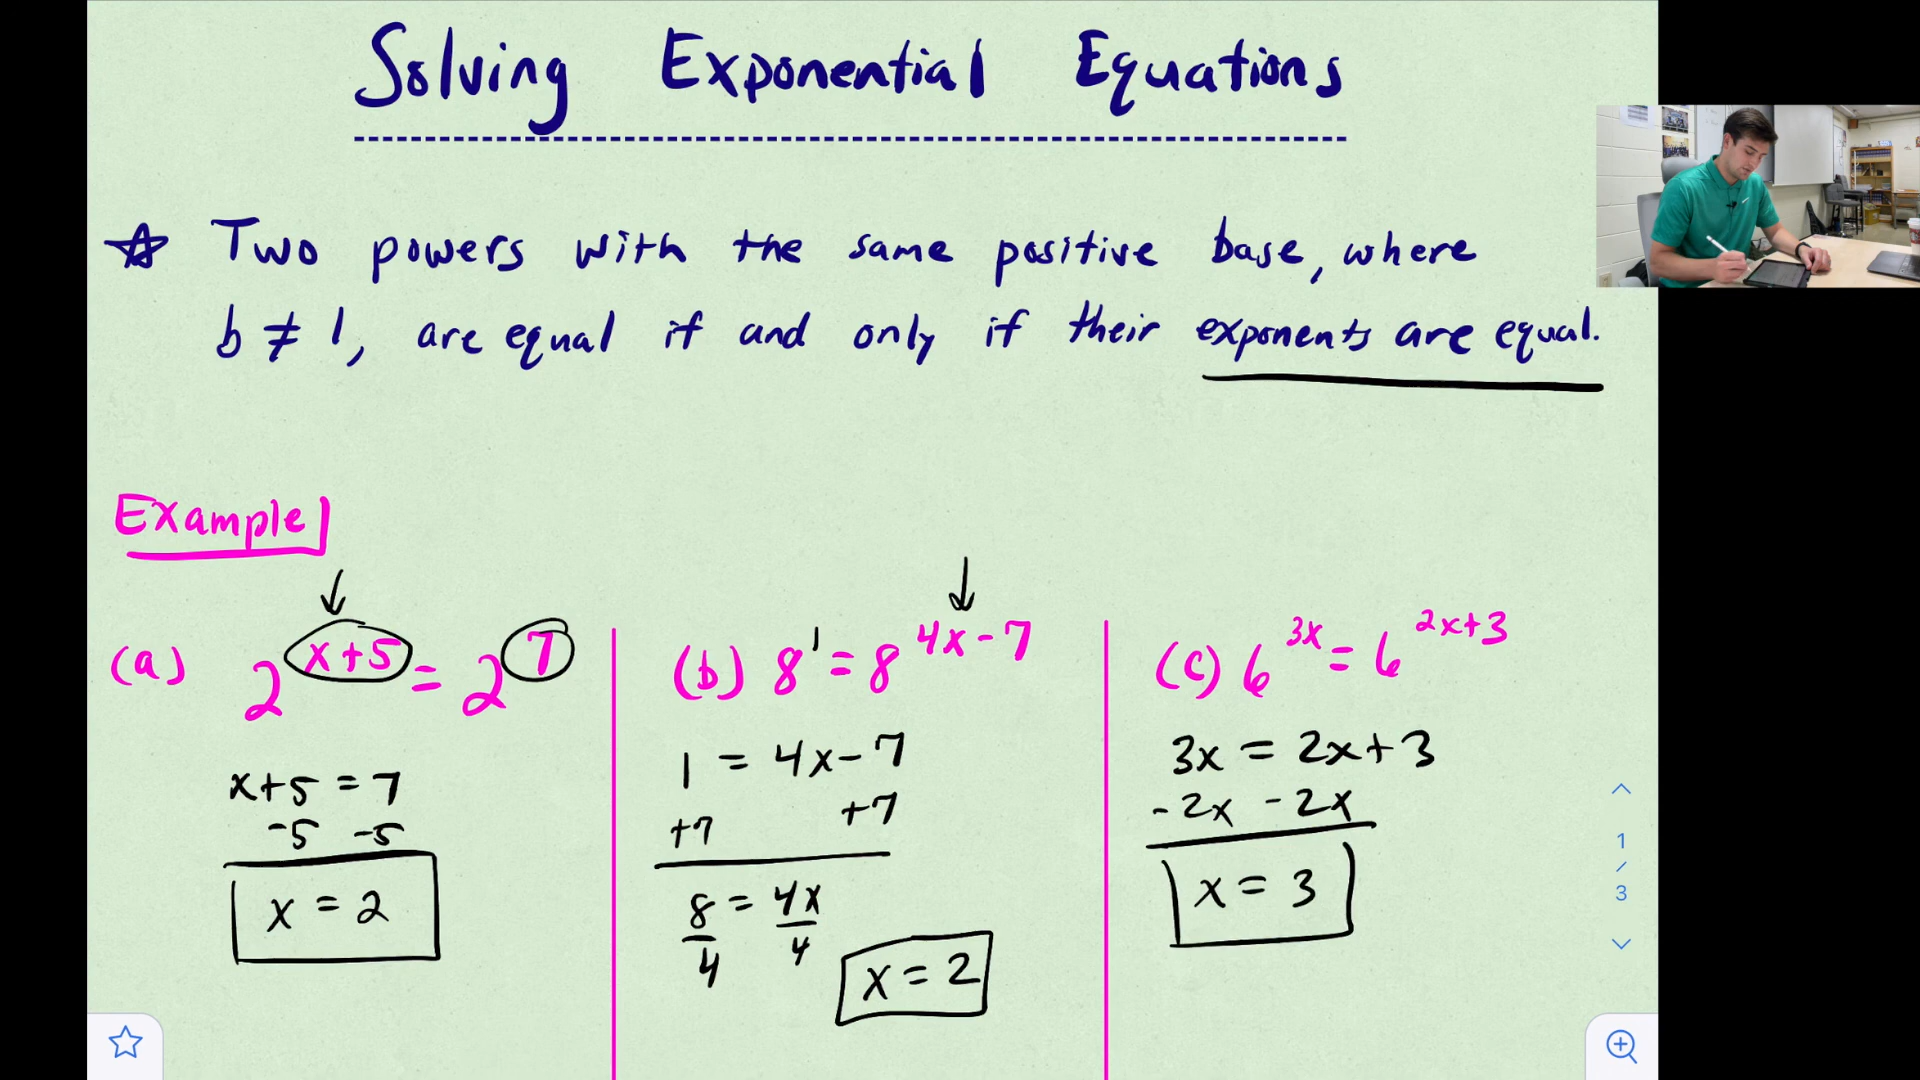 Solving Exponential Equations
☆ Two powers with the same positive base, where
b ≠ 1, are equal if and only if their exponents are equal.
Example
(a) 2^(x+5) = 2^7
x+5 = 7
-5 -5
x = 2
(b) 8^1 = 8^(4x-7)
1 = 4x-7
+7 +7
8/4 = 4x/4
x = 2
(c) 6^(3x) = 6^(2x+3)
3x = 2x+3
-2x -2x
x = 3
1
/
3